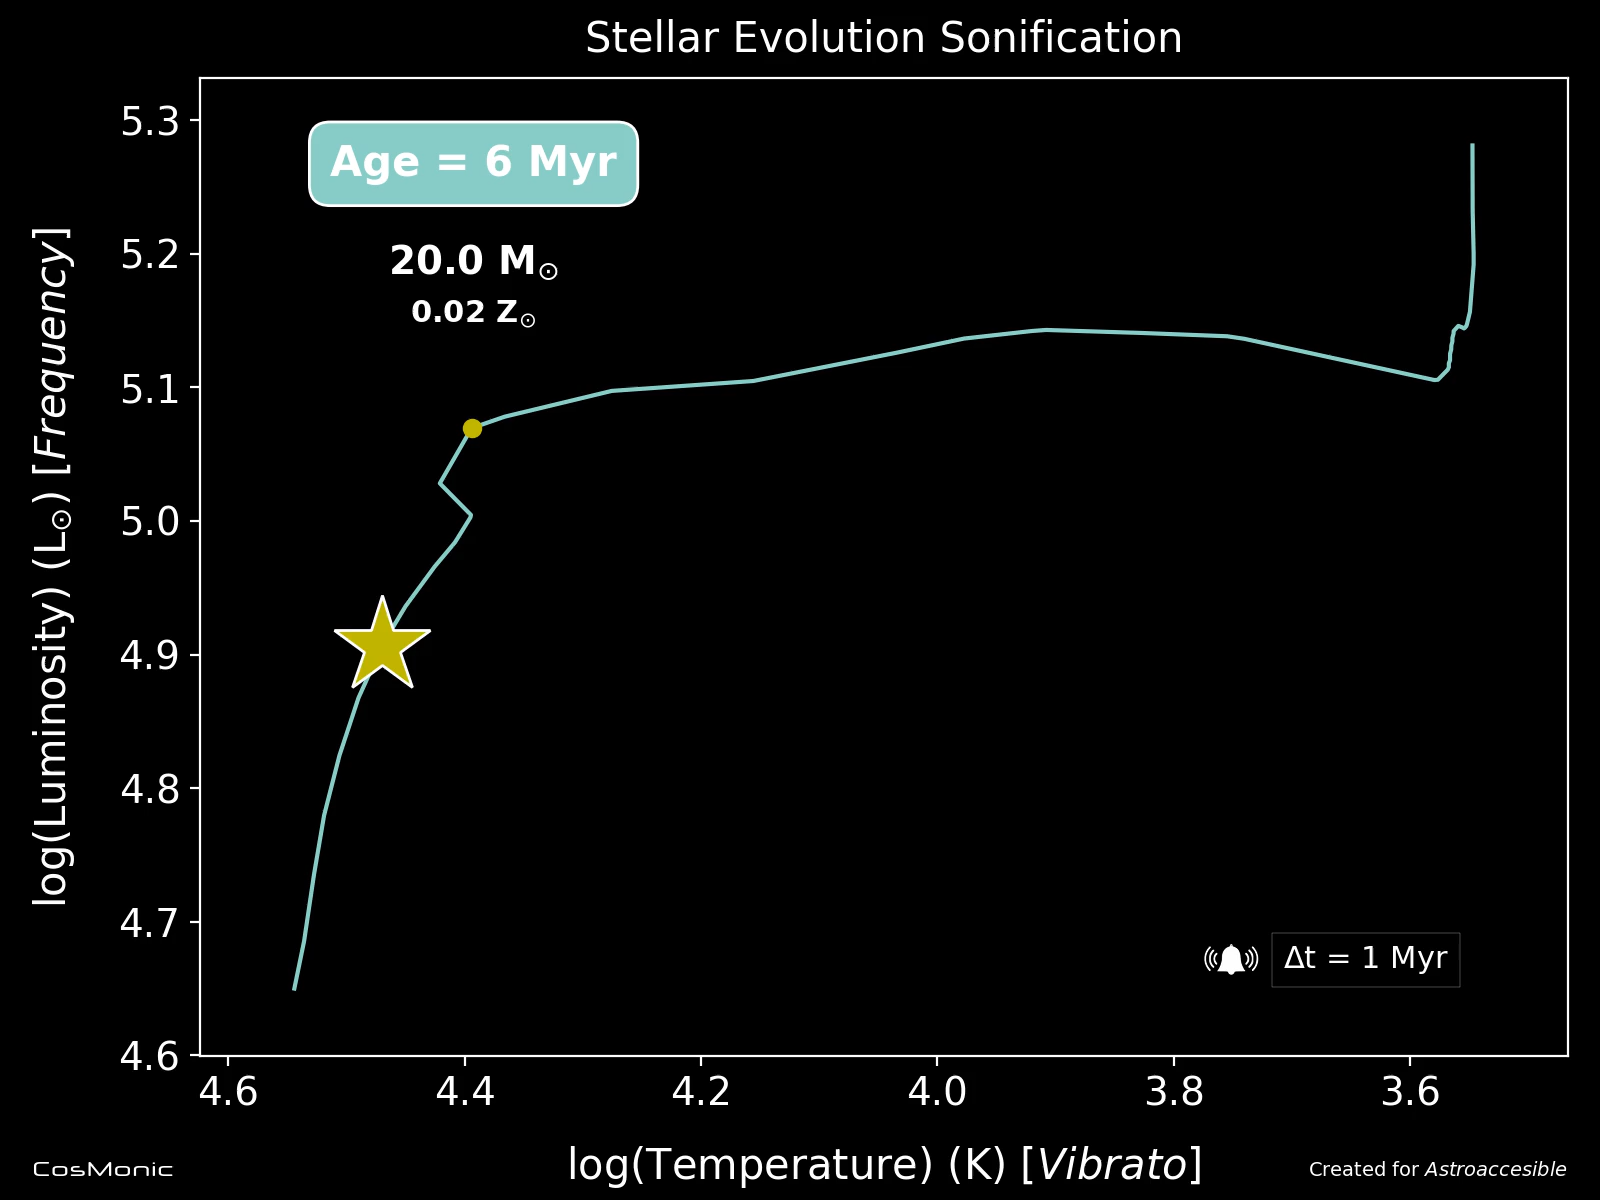 Stellar Evolution Sonification
Age = 6 Myr
20.0 M☉
0.02 Z☉
log(Luminosity) (L☉) [Frequency]
5.3
5.2
5.1
5.0
4.9
4.8
4.7
4.6
Δt = 1 Myr
4.6 4.4 4.2 4.0 3.8 3.6
log(Temperature) (K) [Vibrato]
CosMonic
Created for Astroaccesible